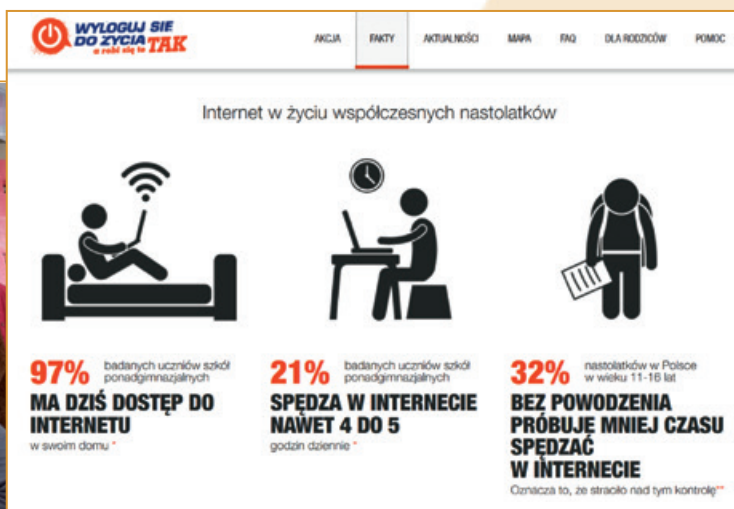 WYLOGUJ SIE
DO ZYCIA
a robi się to TAK
AKCJA FAKTY AKTUALNOŚCI MAPA FAQ DLA RODZICÓW POMOC
Internet w życiu współczesnych nastolatków
97% badanych uczniów szkół
ponadgimnazjalnych
MA DZIŚ DOSTĘP DO
INTERNETU
w swoim domu *
21% badanych uczniów szkół
ponadgimnazjalnych
SPĘDZA W INTERNECIE
NAWET 4 DO 5
godzin dziennie *
32% nastolatków w Polsce
w wieku 11-16 lat
BEZ POWODZENIA
PRÓBUJE MNIEJ CZASU
SPĘDZAĆ
W INTERNECIE
Oznacza to, że straciło nad tym kontrolę**